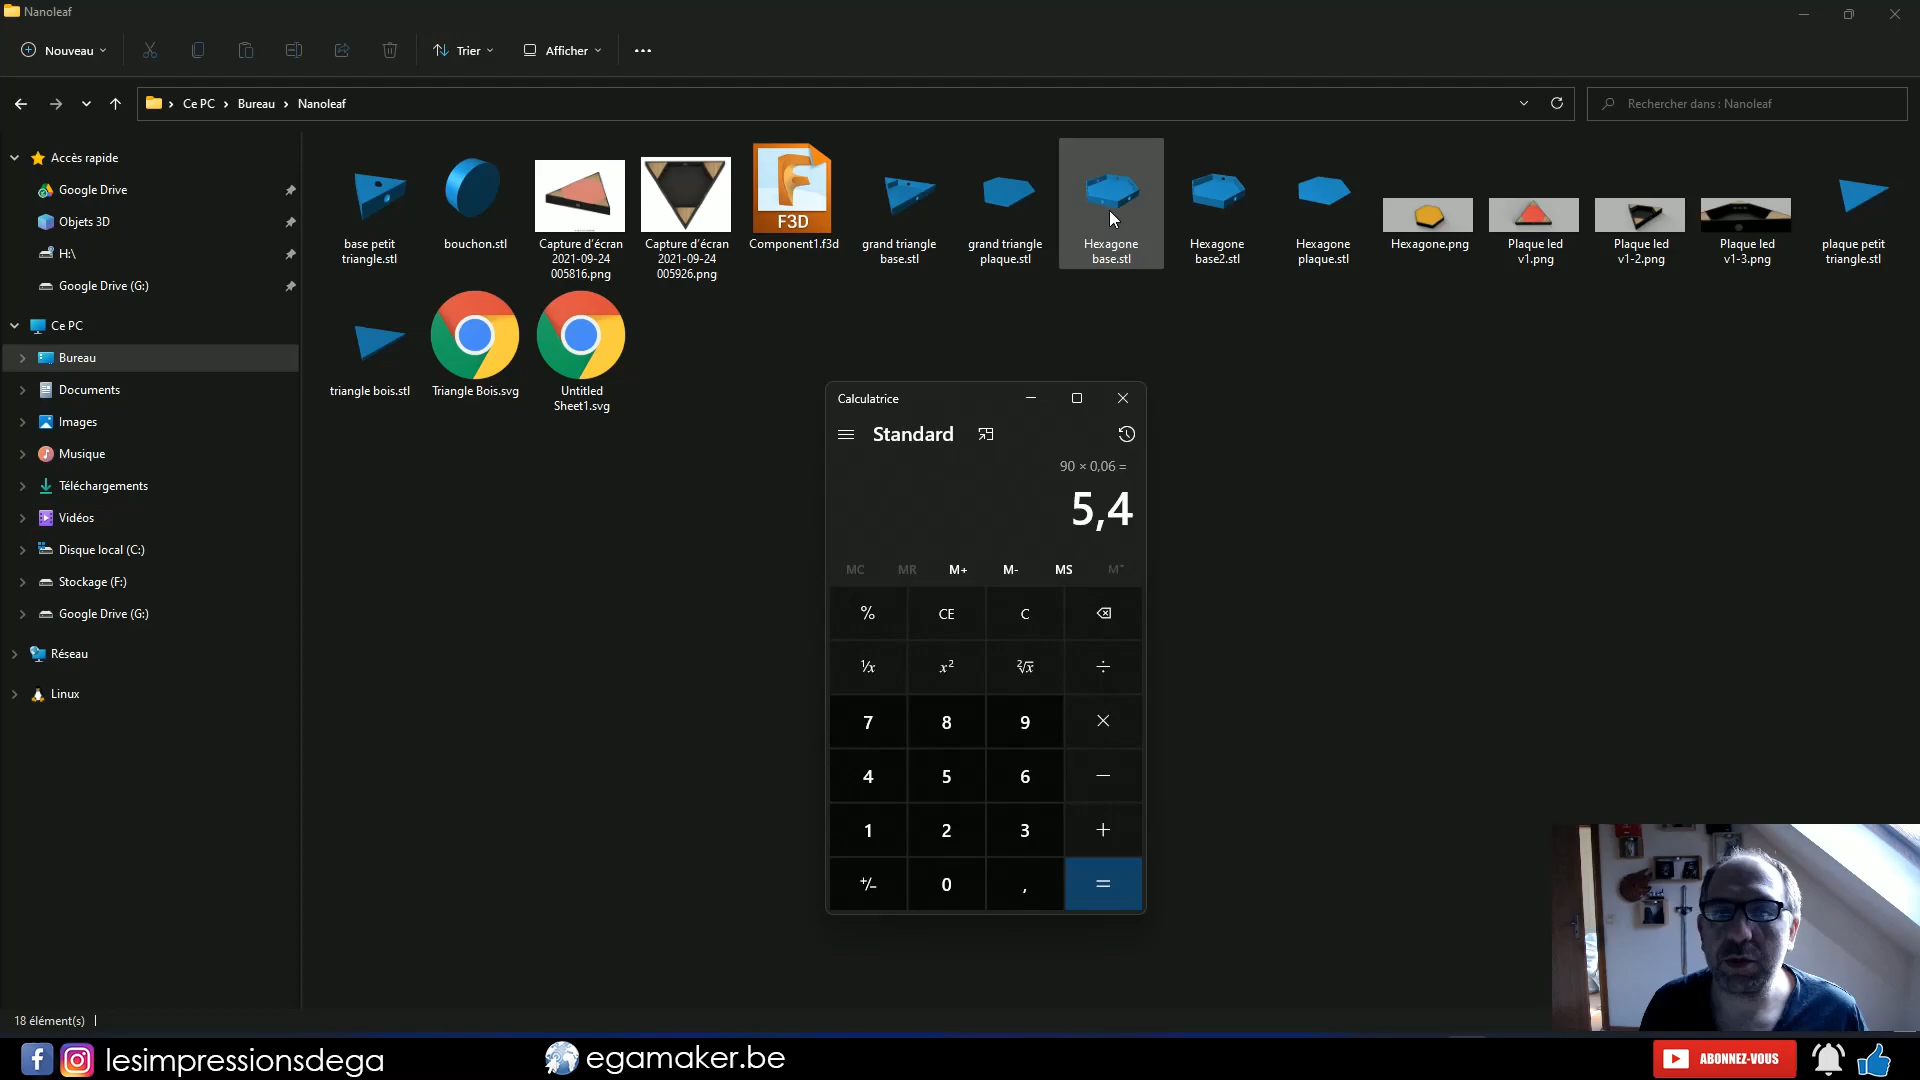 Nanoleaf
Nouveau
Trier
Afficher
Ce PC > Bureau > Nanoleaf
Rechercher dans : Nanoleaf
Accès rapide
Google Drive
Objets 3D
H:\
Google Drive (G:)
Ce PC
Bureau
Documents
Images
Musique
Téléchargements
Vidéos
Disque local (C:)
Stockage (F:)
Google Drive (G:)
Réseau
Linux
base petit
triangle.stl
bouchon.stl
Capture d'écran
2021-09-24
005816.png
Capture d'écran
2021-09-24
005926.png
F3D
Component1.f3d
grand triangle
base.stl
grand triangle
plaque.stl
Hexagone
base.stl
Hexagone
base2.stl
Hexagone
plaque.stl
Hexagone.png
Plaque led
v1.png
Plaque led
v1-2.png
Plaque led
v1-3.png
plaque petit
triangle.stl
triangle bois.stl
Triangle Bois.svg
Untitled
Sheet1.svg
Calculatrice
Standard
90 × 0,06 =
5,4
MC MR M+ M- MS M˅
% CE C
¹/x x² ²√x ÷
7 8 9 ×
4 5 6 −
1 2 3 +
+/− 0 , =
18 élément(s)
lesimpressionsdega
egamaker.be
ABONNEZ-VOUS